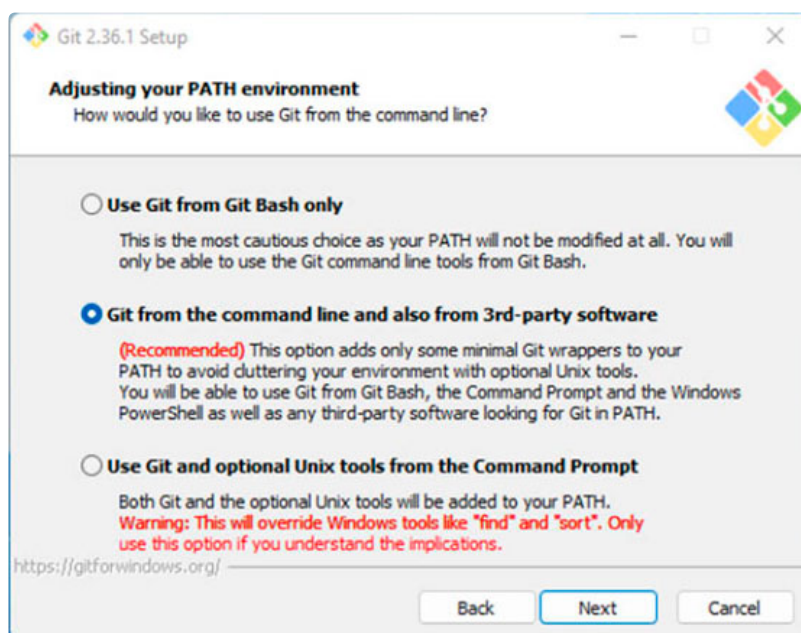 Git 2.36.1 Setup
Adjusting your PATH environment
How would you like to use Git from the command line?
Use Git from Git Bash only
This is the most cautious choice as your PATH will not be modified at all. You will
only be able to use the Git command line tools from Git Bash.
Git from the command line and also from 3rd-party software
(Recommended) This option adds only some minimal Git wrappers to your
PATH to avoid cluttering your environment with optional Unix tools.
You will be able to use Git from Git Bash, the Command Prompt and the Windows
PowerShell as well as any third-party software looking for Git in PATH.
Use Git and optional Unix tools from the Command Prompt
Both Git and the optional Unix tools will be added to your PATH.
Warning: This will override Windows tools like "find" and "sort". Only
use this option if you understand the implications.
https://gitforwindows.org/
Back Next Cancel